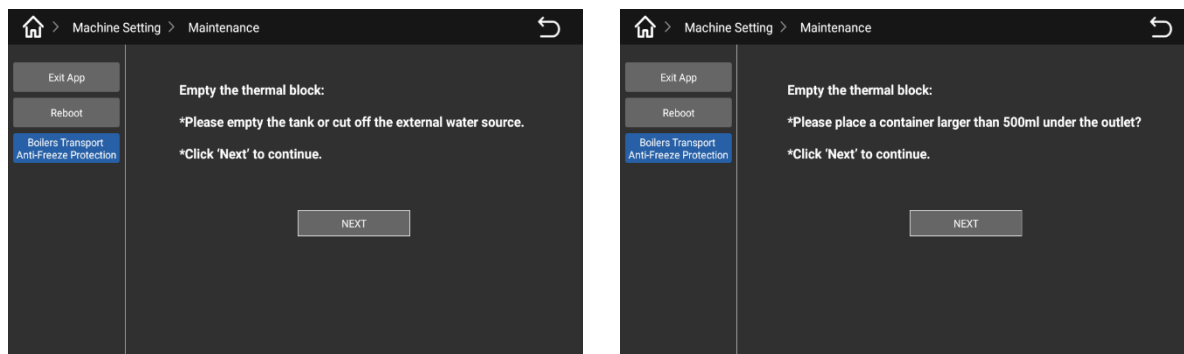 Machine Setting > Maintenance
Exit App
Reboot
Boilers Transport
Anti-Freeze Protection
Empty the thermal block:
*Please empty the tank or cut off the external water source.
*Click ‘Next’ to continue.
NEXT
Machine Setting > Maintenance
Exit App
Reboot
Boilers Transport
Anti-Freeze Protection
Empty the thermal block:
*Please place a container larger than 500ml under the outlet?
*Click ‘Next’ to continue.
NEXT